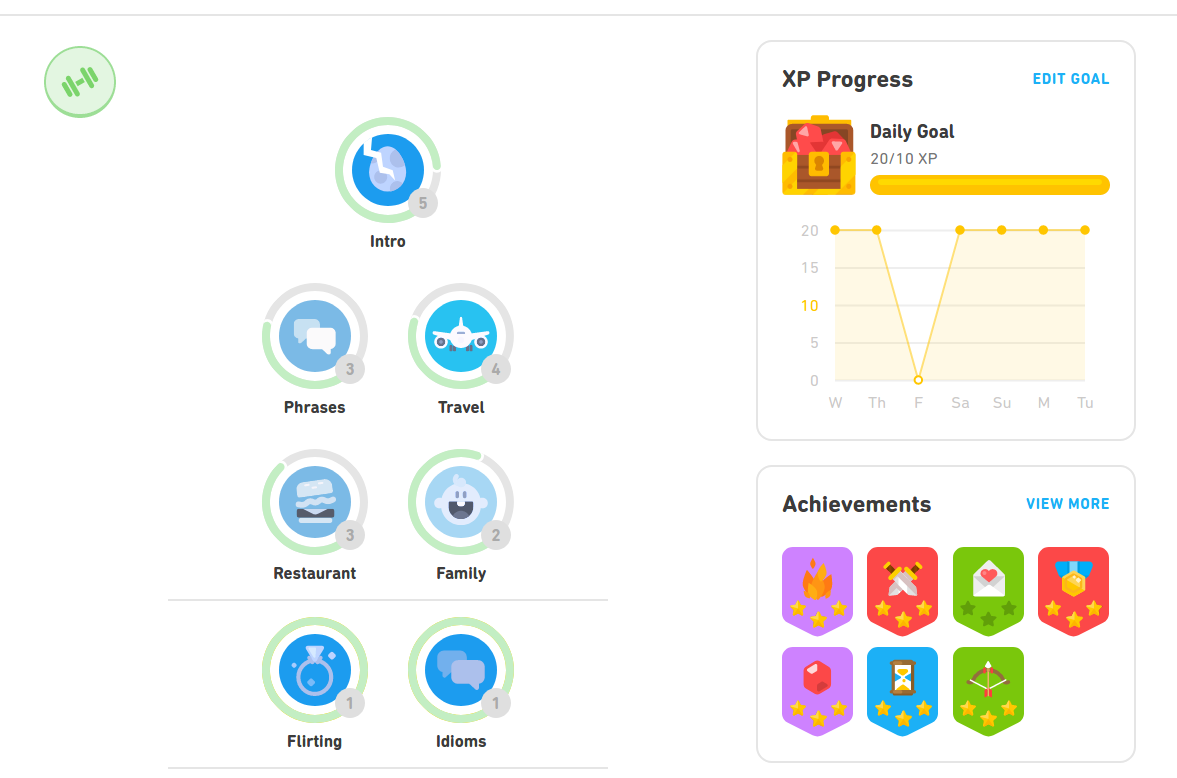 5
Intro
3
4
Phrases
Travel
3
2
Restaurant
Family
1
1
Flirting
Idioms
XP Progress
EDIT GOAL
Daily Goal
20/10 XP
20
15
10
5
0
W Th F Sa Su M Tu
Achievements
VIEW MORE